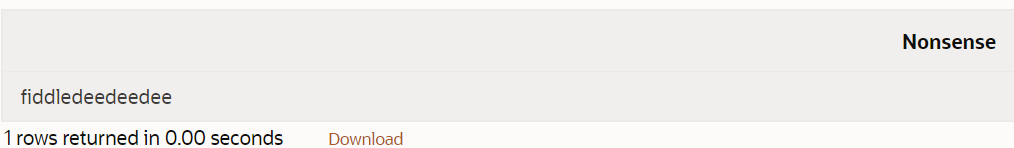 Nonsense
fiddledeedeedee
1 rows returned in 0.00 seconds Download